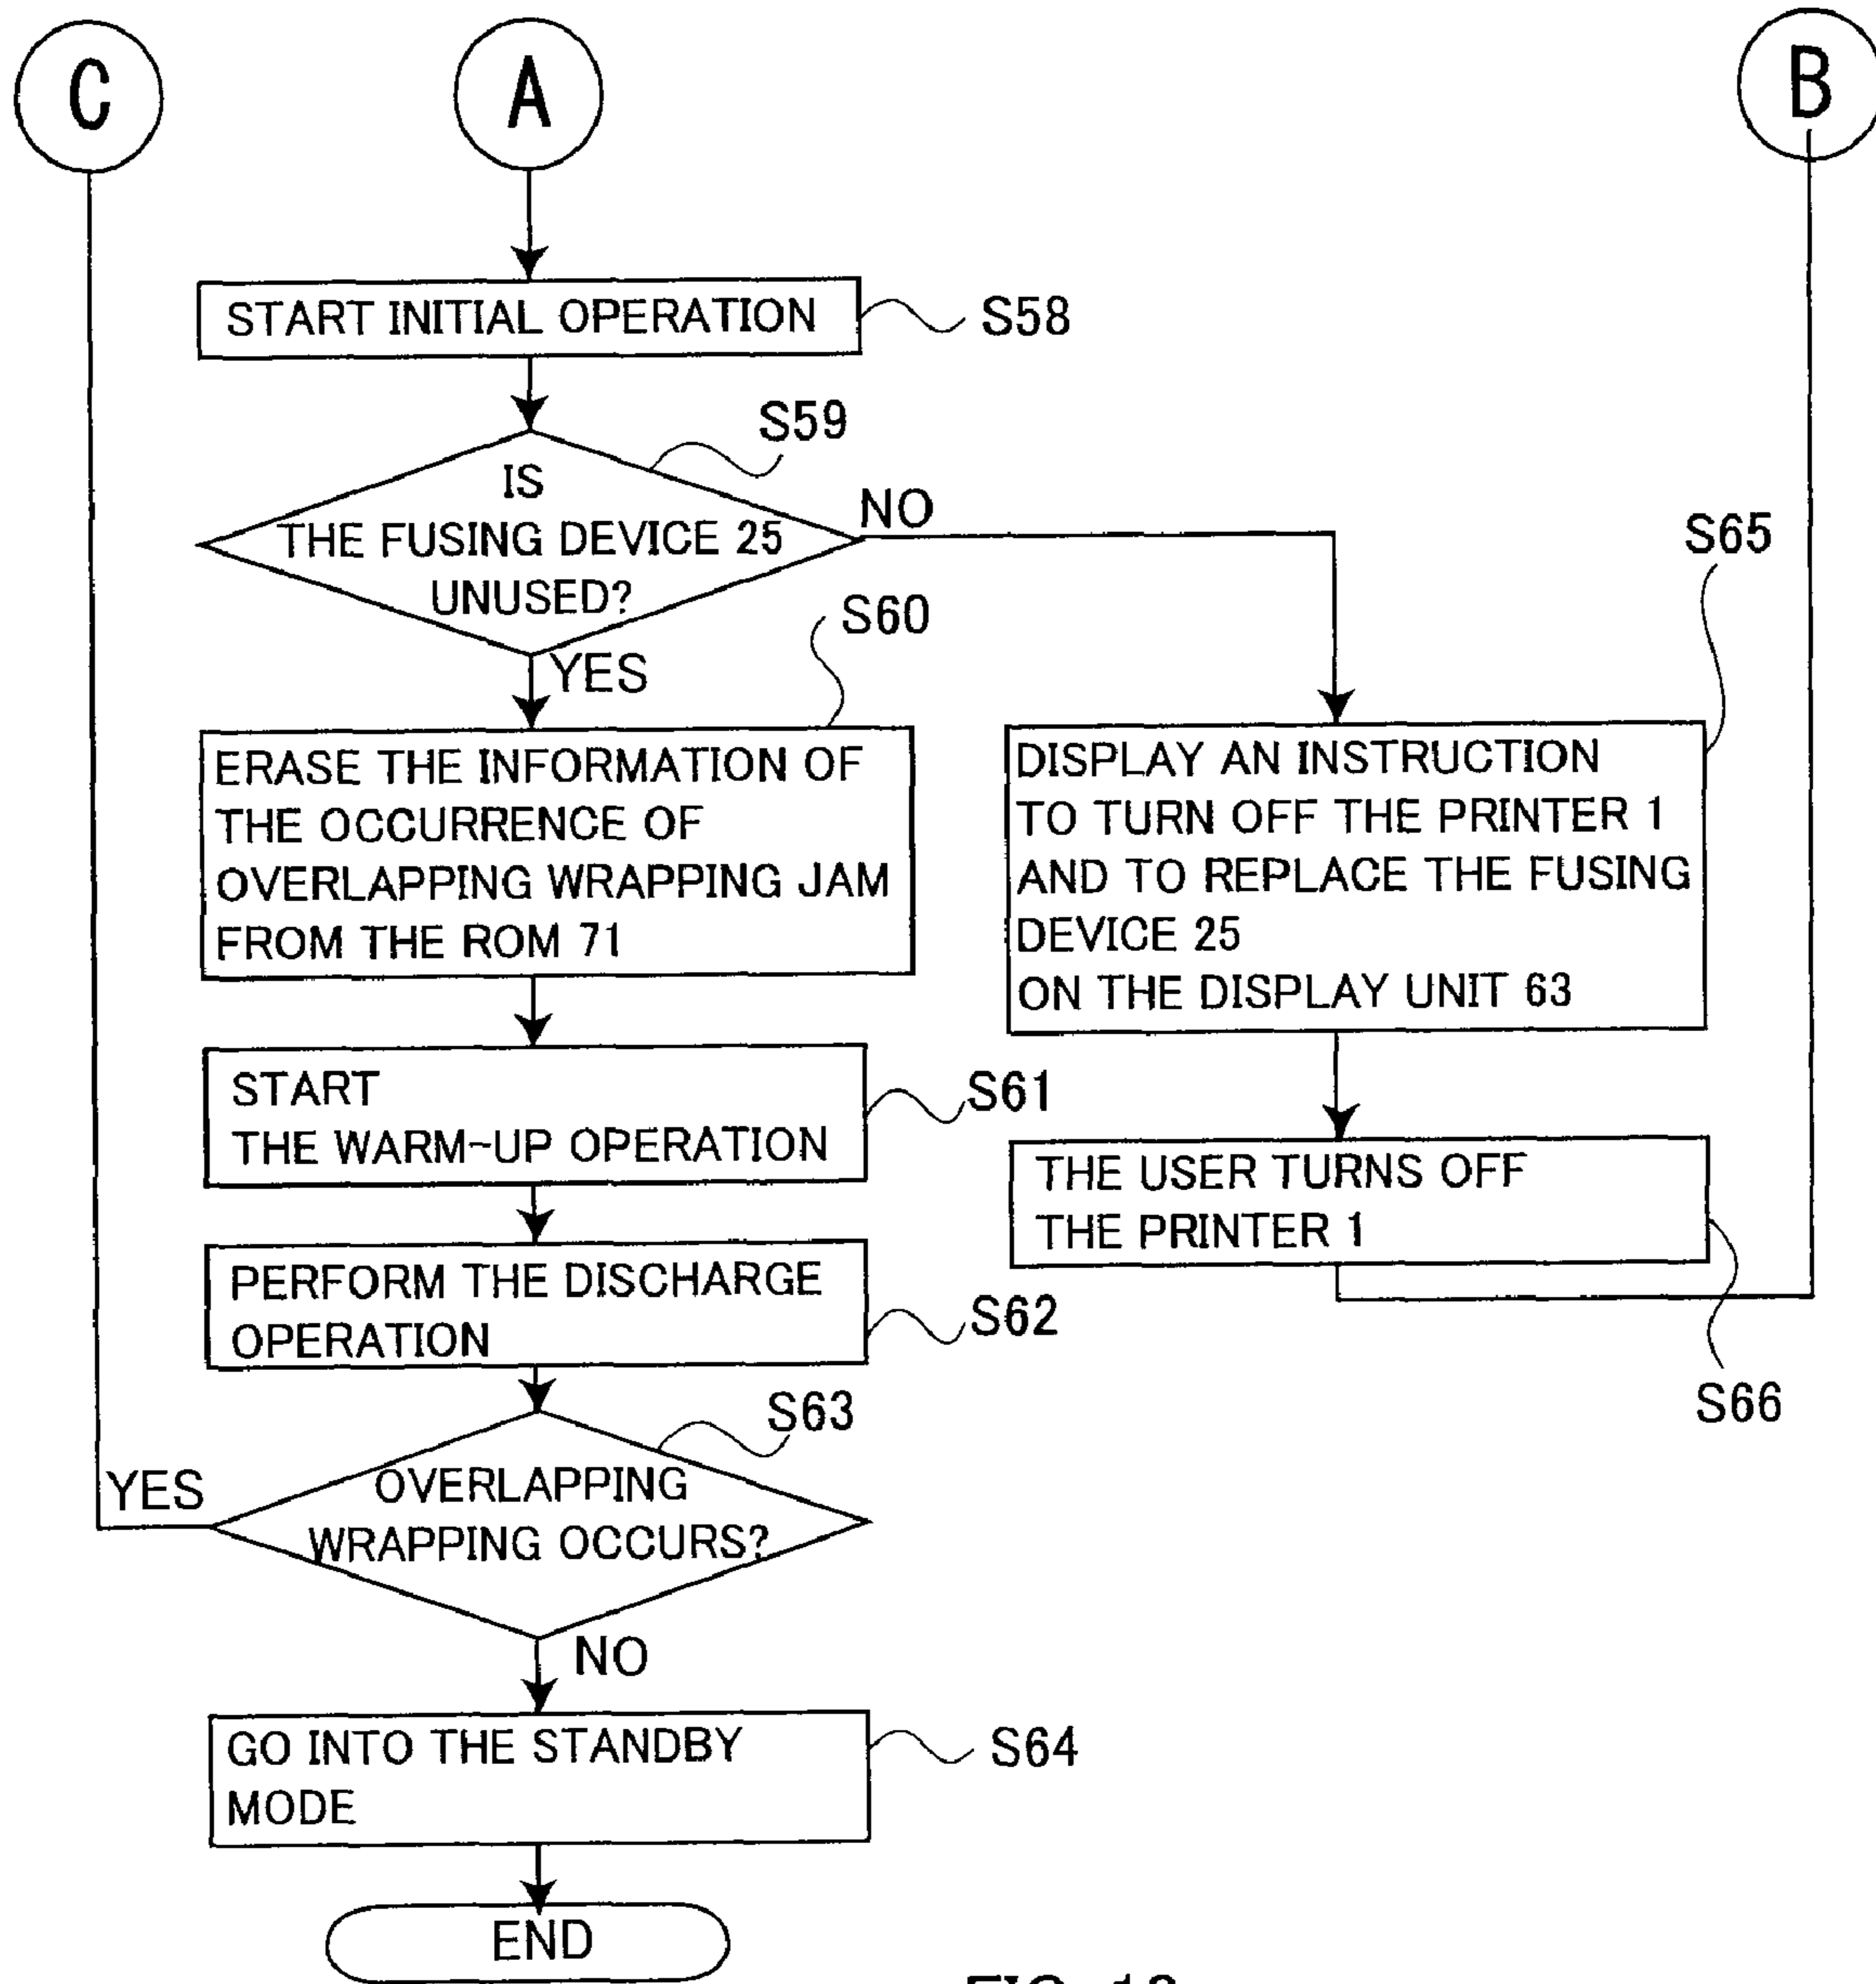 C
A
B
START INITIAL OPERATION
S58
S59
IS
THE FUSING DEVICE 25
UNUSED?
NO
YES
S60
ERASE THE INFORMATION OF
THE OCCURRENCE OF
OVERLAPPING WRAPPING JAM
FROM THE ROM 71
S65
DISPLAY AN INSTRUCTION
TO TURN OFF THE PRINTER 1
AND TO REPLACE THE FUSING
DEVICE 25
ON THE DISPLAY UNIT 63
START
THE WARM-UP OPERATION
S61
THE USER TURNS OFF
THE PRINTER 1
S66
PERFORM THE DISCHARGE
OPERATION
S62
S63
OVERLAPPING
WRAPPING OCCURS?
YES
NO
GO INTO THE STANDBY
MODE
S64
END